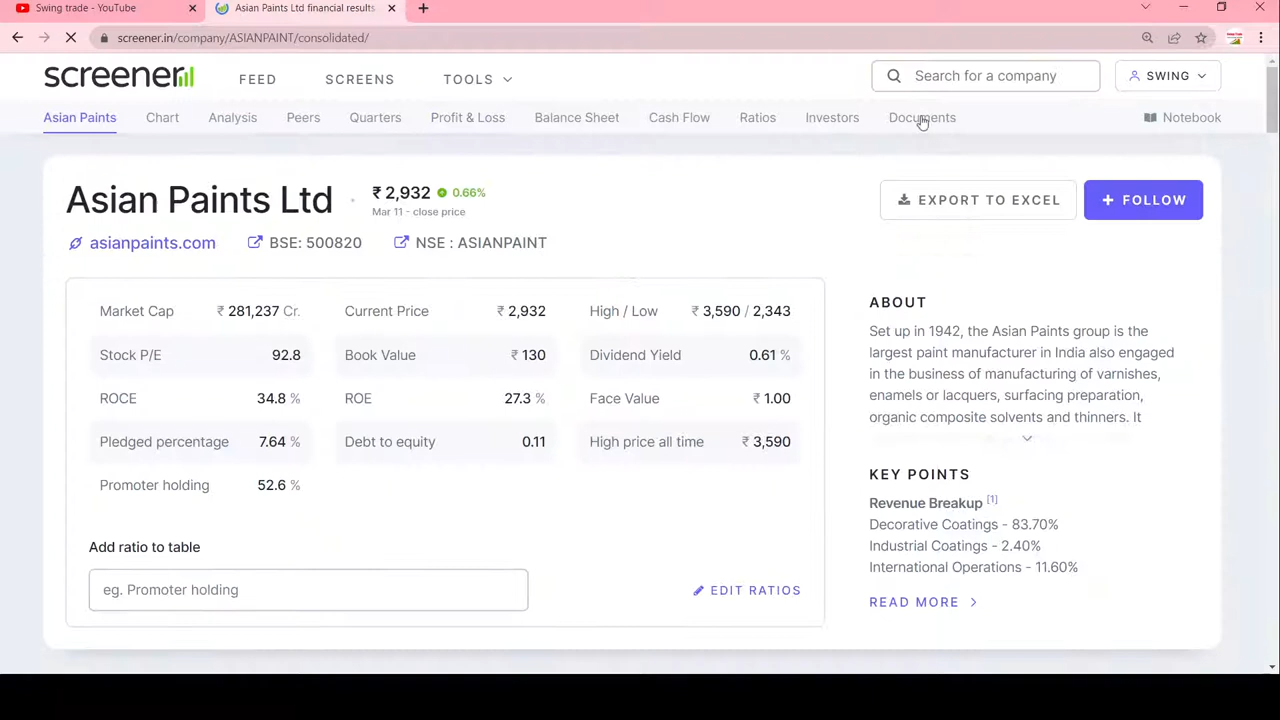 Swing trade - YouTube
Asian Paints Ltd financial results
screener.in/company/ASIANPAINT/consolidated/
screener
FEED
SCREENS
TOOLS
Search for a company
SWING
Asian Paints
Chart
Analysis
Peers
Quarters
Profit & Loss
Balance Sheet
Cash Flow
Ratios
Investors
Documents
Notebook
Asian Paints Ltd
₹ 2,932 0.66%
Mar 11 - close price
EXPORT TO EXCEL
+ FOLLOW
asianpaints.com
BSE: 500820
NSE : ASIANPAINT
Market Cap ₹ 281,237 Cr.
Current Price ₹ 2,932
High / Low ₹ 3,590 / 2,343
Stock P/E 92.8
Book Value ₹ 130
Dividend Yield 0.61 %
ROCE 34.8 %
ROE 27.3 %
Face Value ₹ 1.00
Pledged percentage 7.64 %
Debt to equity 0.11
High price all time ₹ 3,590
Promoter holding 52.6 %
Add ratio to table
eg. Promoter holding
EDIT RATIOS
ABOUT
Set up in 1942, the Asian Paints group is the
largest paint manufacturer in India also engaged
in the business of manufacturing of varnishes,
enamels or lacquers, surfacing preparation,
organic composite solvents and thinners. It
KEY POINTS
Revenue Breakup [1]
Decorative Coatings - 83.70%
Industrial Coatings - 2.40%
International Operations - 11.60%
READ MORE